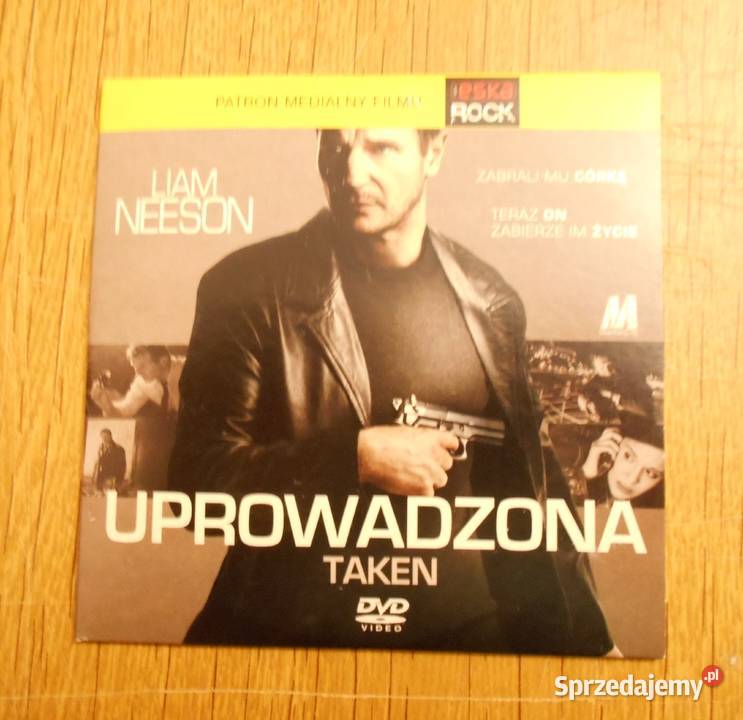 PATRON MEDIALNY FILMU
eska
ROCK
LIAM
NEESON
ZABRALI MU CÓRKĘ
TERAZ ON
ZABIERZE IM ŻYCIE
M
UPROWADZONA
TAKEN
DVD
VIDEO
Sprzedajemy.pl